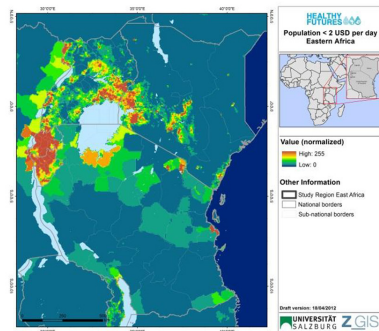 HEALTHY
FUTURES
Population < 2 USD per day
Eastern Africa
Value (normalized)
High: 255
Low: 0
Other Information
Study Region East Africa
National borders
Sub-national borders
Draft version: 18/04/2012
UNIVERSITÄT
SALZBURG
Z_GIS